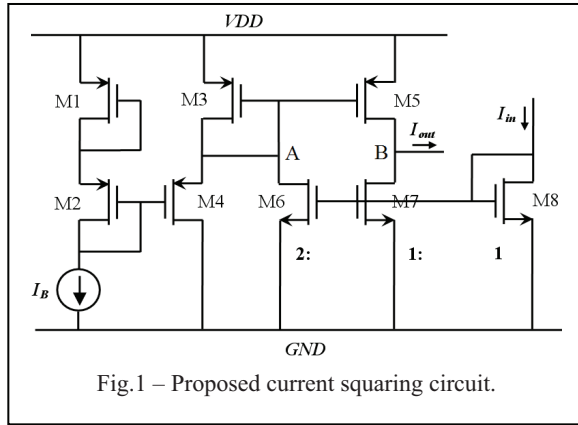 VDD
M1
M3
M5
I_in
I_out
A
B
M2
M4
M6
M7
M8
2:
1:
1
I_B
GND
Fig.1 – Proposed current squaring circuit.